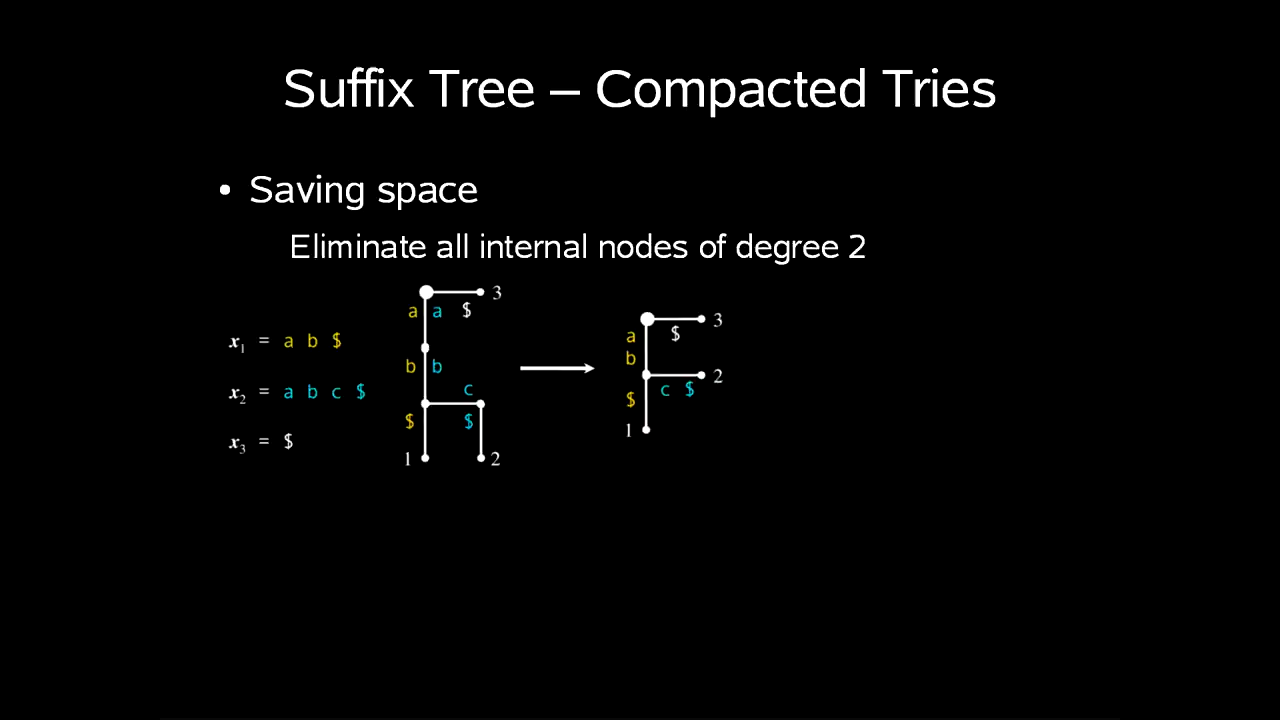 Suffix Tree – Compacted Tries
• Saving space
Eliminate all internal nodes of degree 2
3
a a $
3
$
x1 = a b $
a
b
b b
2
x2 = a b c $
c
c $
$
$ $
1
x3 = $
1 2